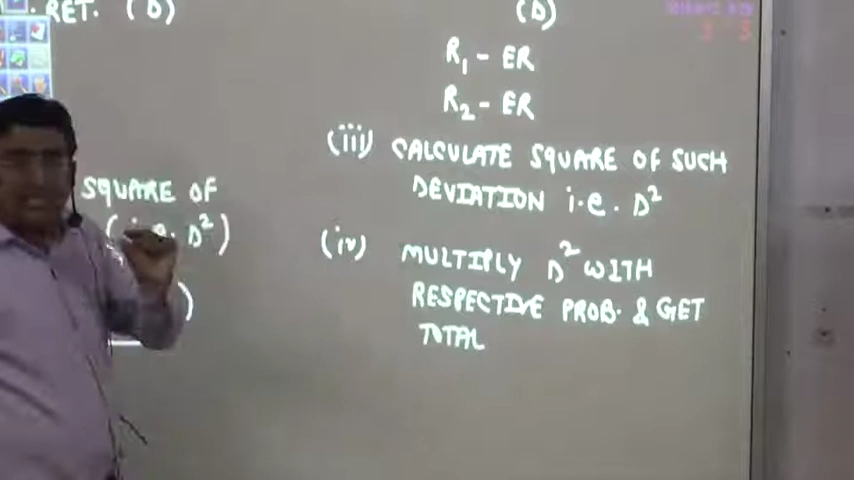 . RET. (D)
SQUARE OF
D²)
)
(D)
R₁ - ER
R₂ - ER
(iii) CALCULATE SQUARE OF SUCH
DEVIATION i.e. D²
(iv) MULTIPLY D² WITH
RESPECTIVE PROB. & GET
TOTAL